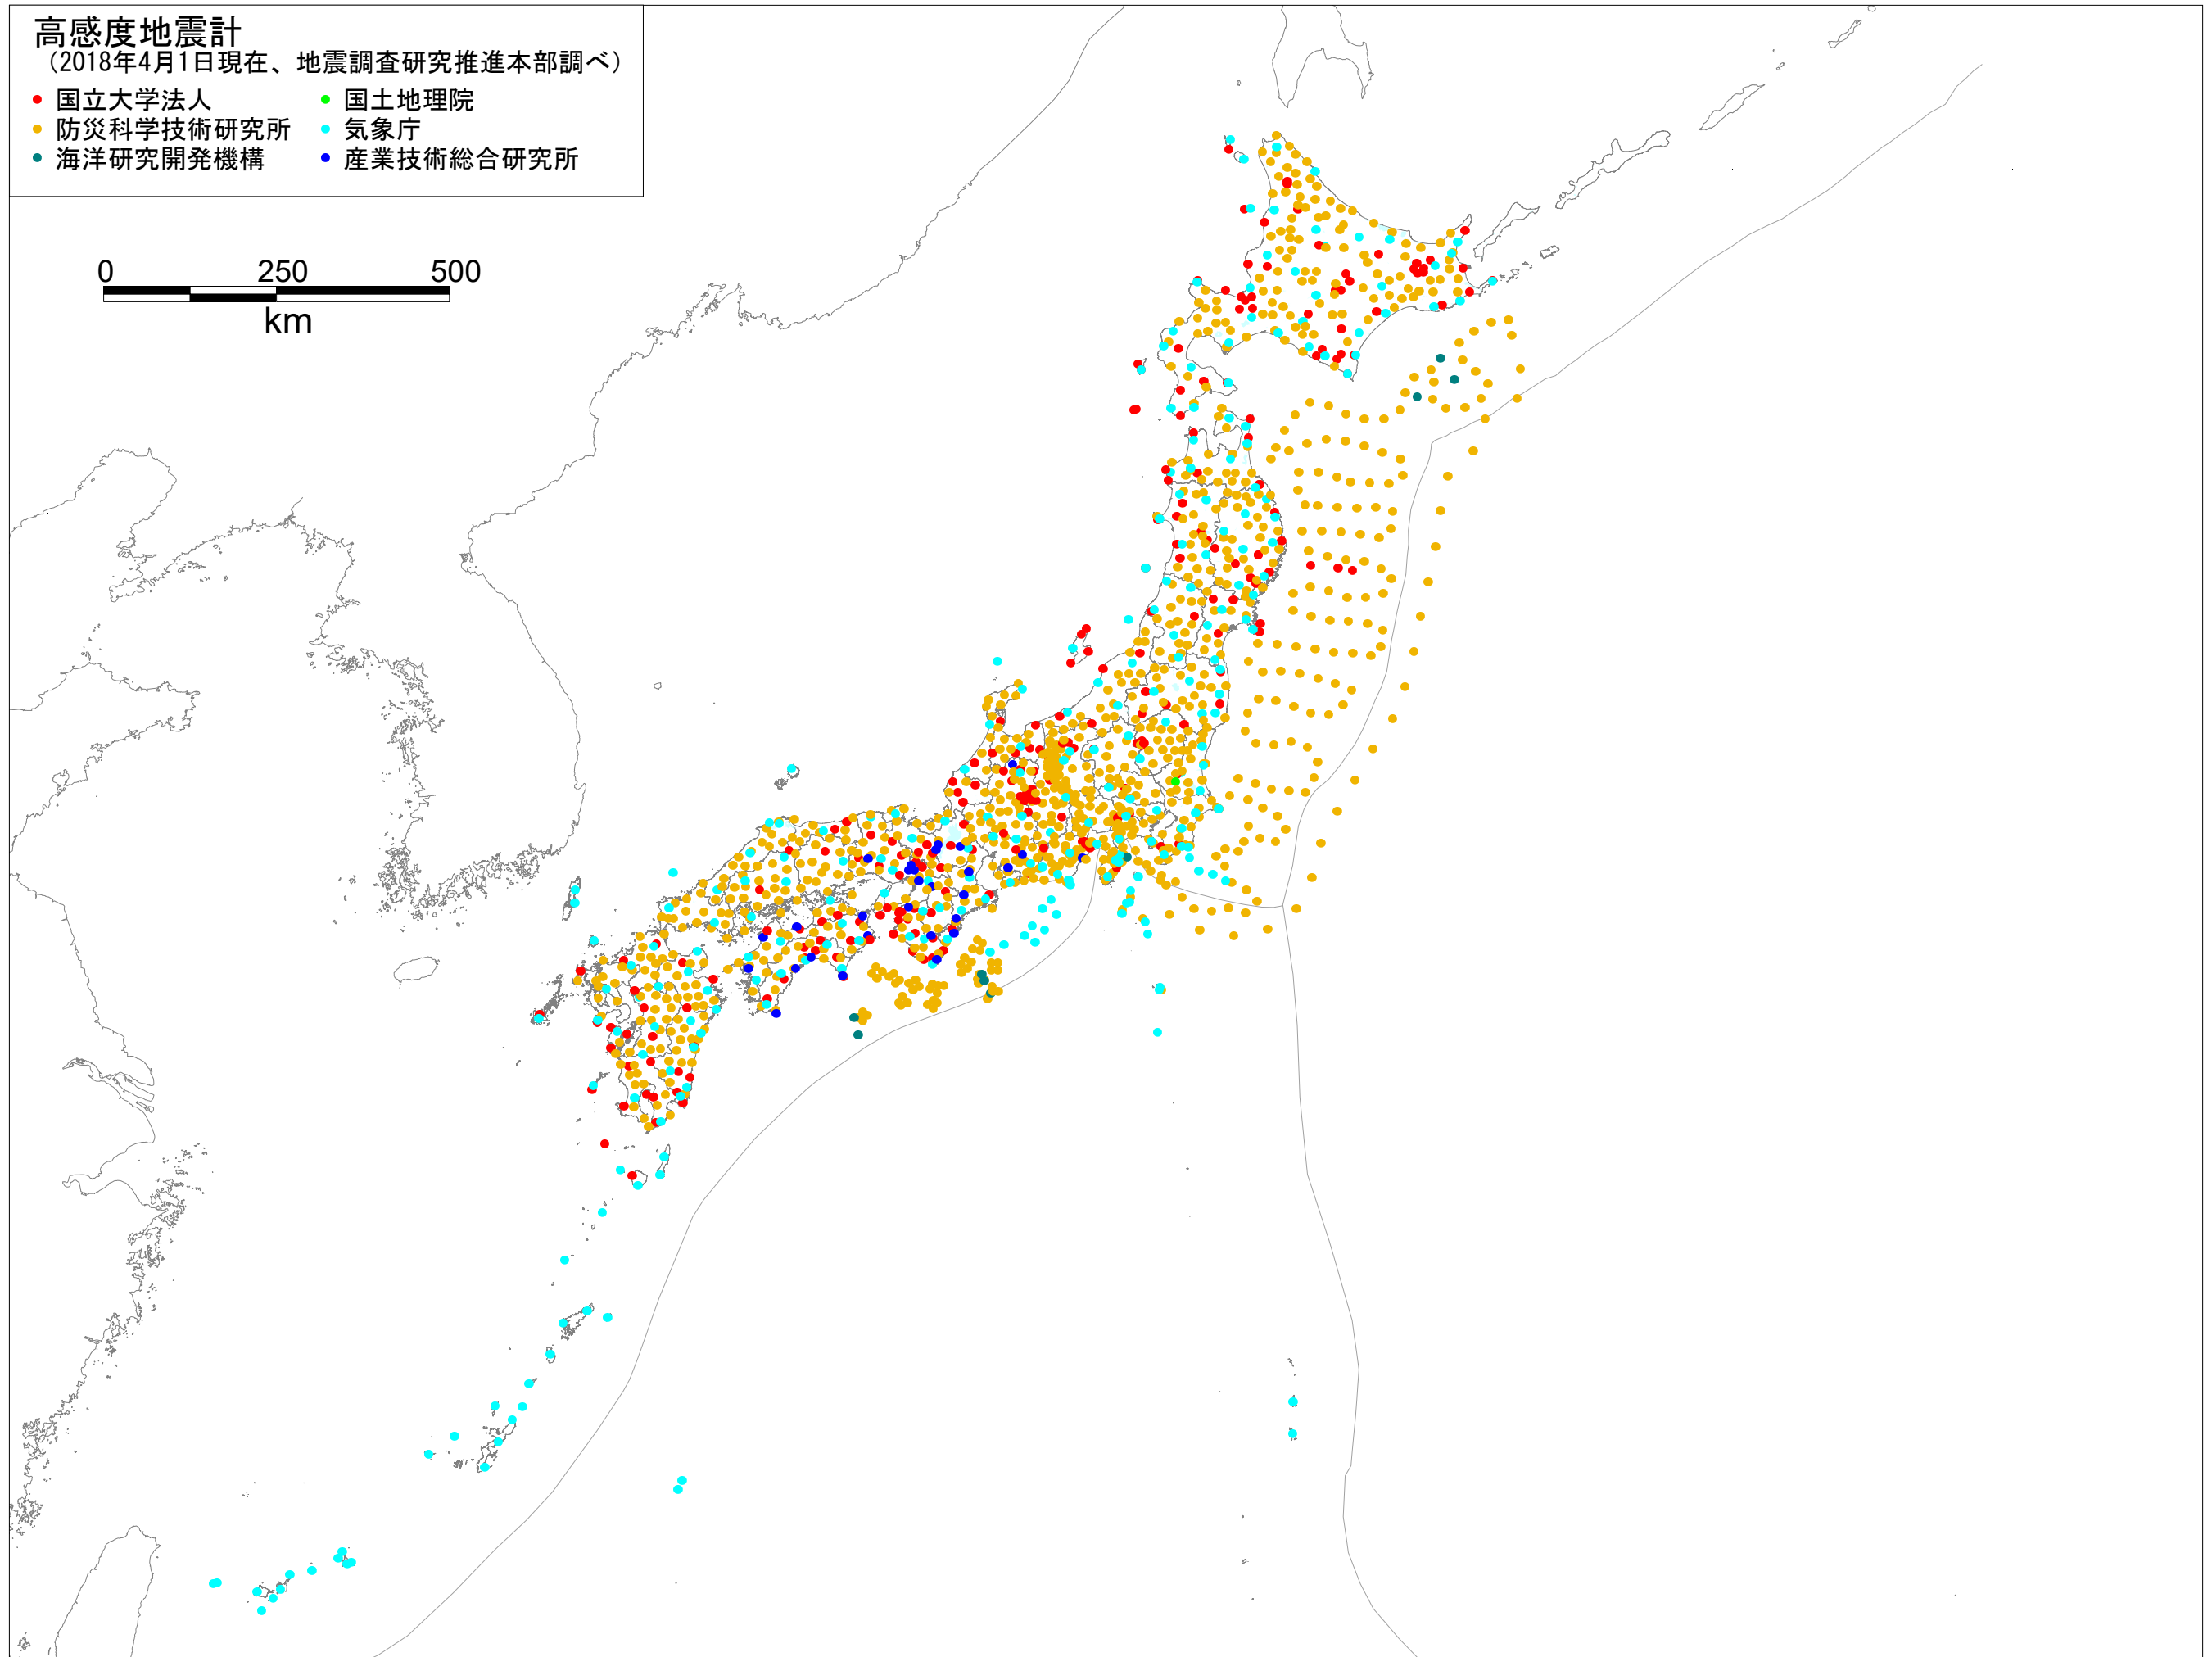 高感度地震計
（2018年4月1日現在、地震調査研究推進本部調べ）
国立大学法人
国土地理院
防災科学技術研究所
気象庁
海洋研究開発機構
産業技術総合研究所
0 250 500
km